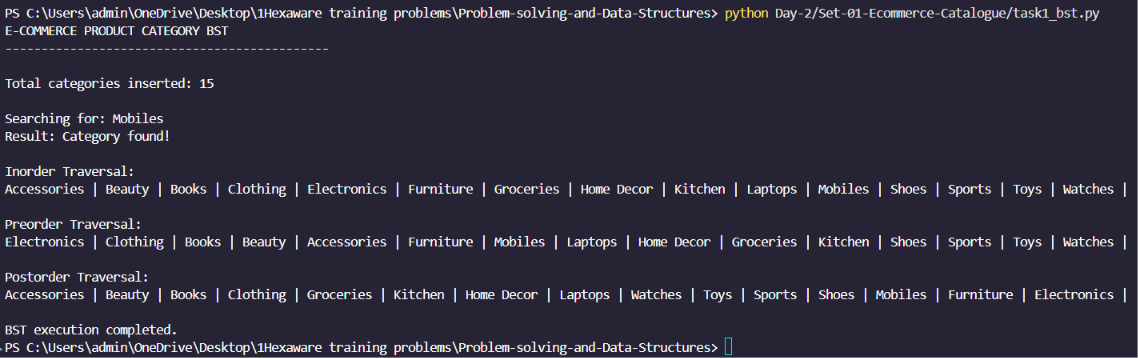 PS C:\Users\admin\OneDrive\Desktop\1Hexaware training problems\Problem-solving-and-Data-Structures> python Day-2/Set-01-Ecommerce-Catalogue/task1_bst.py
E-COMMERCE PRODUCT CATEGORY BST
---------------------------------------------
Total categories inserted: 15
Searching for: Mobiles
Result: Category found!
Inorder Traversal:
Accessories | Beauty | Books | Clothing | Electronics | Furniture | Groceries | Home Decor | Kitchen | Laptops | Mobiles | Shoes | Sports | Toys | Watches |
Preorder Traversal:
Electronics | Clothing | Books | Beauty | Accessories | Furniture | Mobiles | Laptops | Home Decor | Groceries | Kitchen | Shoes | Sports | Toys | Watches |
Postorder Traversal:
Accessories | Beauty | Books | Clothing | Groceries | Kitchen | Home Decor | Laptops | Watches | Toys | Sports | Shoes | Mobiles | Furniture | Electronics |
BST execution completed.
PS C:\Users\admin\OneDrive\Desktop\1Hexaware training problems\Problem-solving-and-Data-Structures>